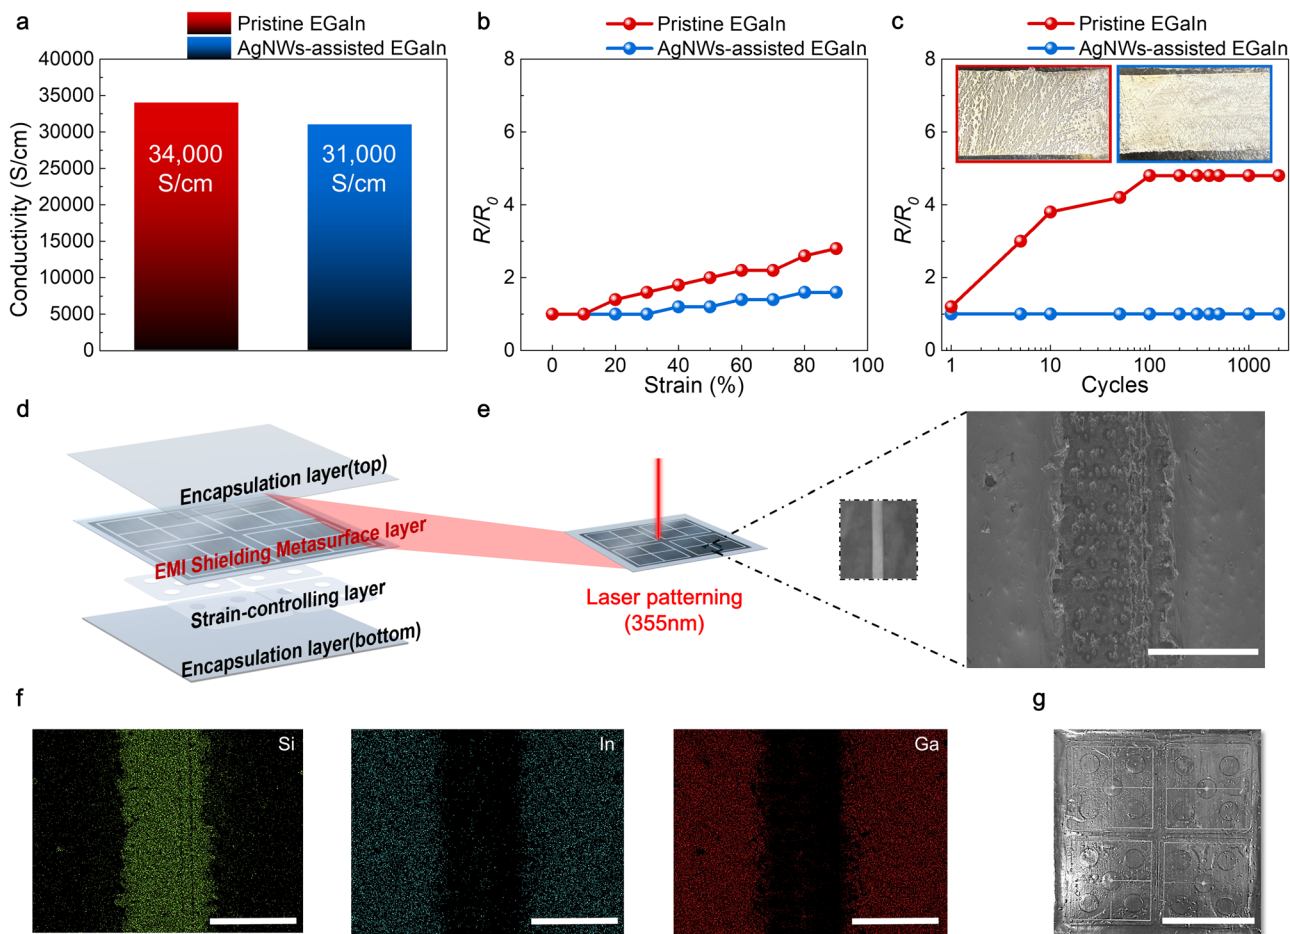 a
Pristine EGaIn
AgNWs-assisted EGaIn
Conductivity (S/cm)
40000
35000
30000
25000
20000
15000
10000
5000
0
34,000
S/cm
31,000
S/cm
b
Pristine EGaIn
AgNWs-assisted EGaIn
R/R0
8
6
4
2
0
0 20 40 60 80 100
Strain (%)
c
Pristine EGaIn
AgNWs-assisted EGaIn
R/R0
8
6
4
2
0
1 10 100 1000
Cycles
d
Encapsulation layer(top)
EMI Shielding Metasurface layer
Strain-controlling layer
Encapsulation layer(bottom)
e
Laser patterning
(355nm)
f
Si
In
Ga
g